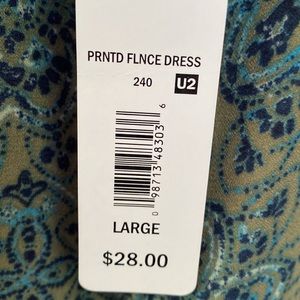 PRNTD FLNCE DRESS
240 U2
0 98713 48303 6
LARGE
$28.00